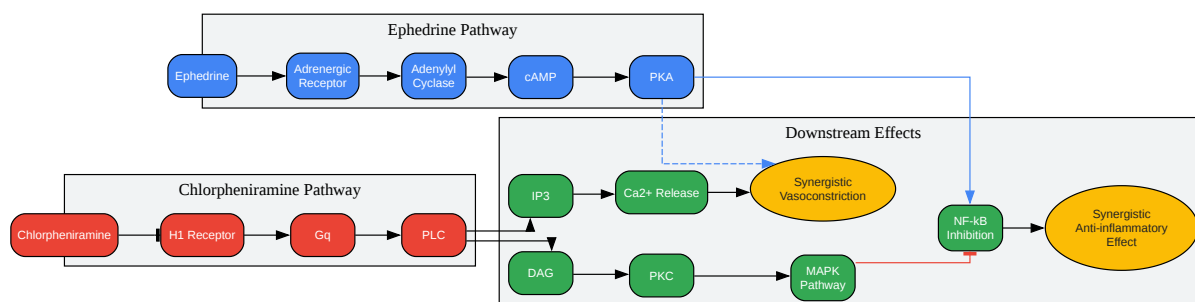 Ephedrine Pathway
Ephedrine
Adrenergic
Receptor
Adenylyl
Cyclase
cAMP
PKA
Downstream Effects
Chlorpheniramine Pathway
Chlorpheniramine
H1 Receptor
Gq
PLC
IP3
Ca2+ Release
Synergistic
Vasoconstriction
DAG
PKC
MAPK
Pathway
NF-kB
Inhibition
Synergistic
Anti-inflammatory
Effect